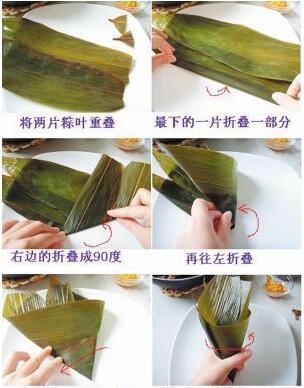 将两片粽叶重叠
最下的一片折叠一部分
右边的折叠成90度
再往左折叠